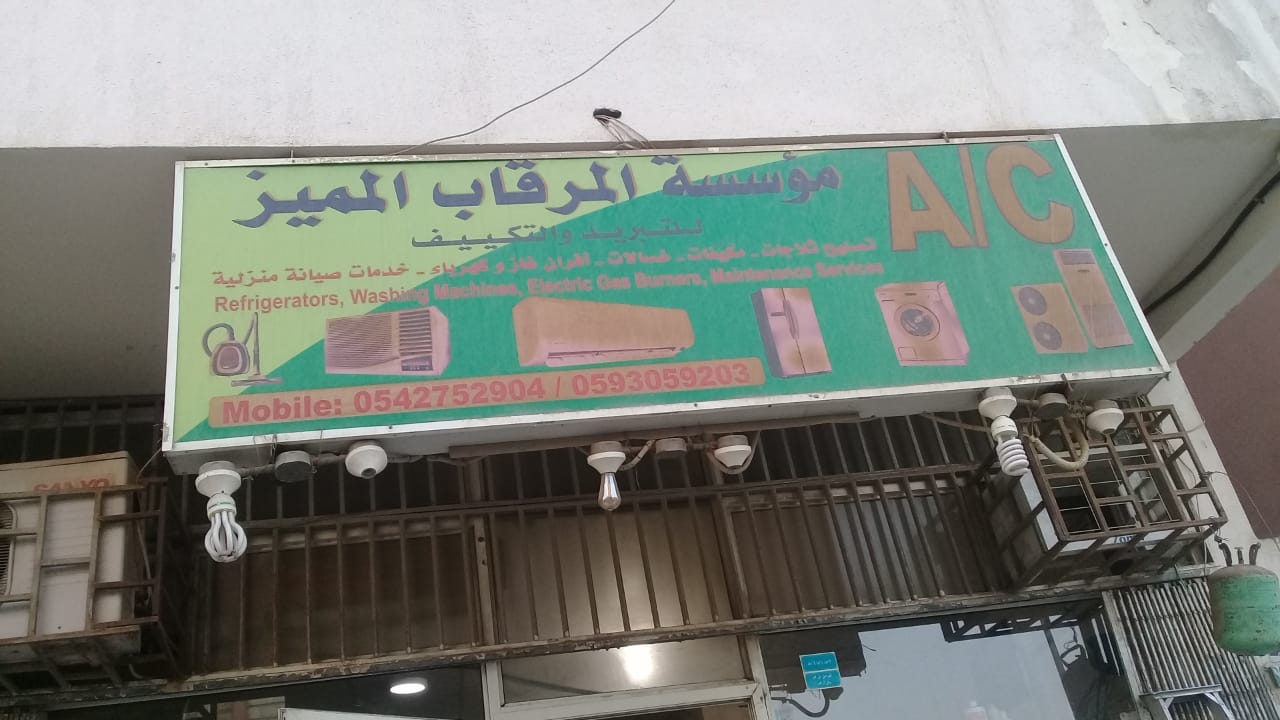 مؤسسة المرقاب المميز
A/C
للتبريد والتكييف
تصليح ثلاجات - مكيفات - غسالات - افران غاز و كهرباء - خدمات صيانة منزلية
Refrigerators, Washing Machines, Electric Gas Burners, Maintenance Services
Mobile: 0542752904 / 0593059203
SANYO